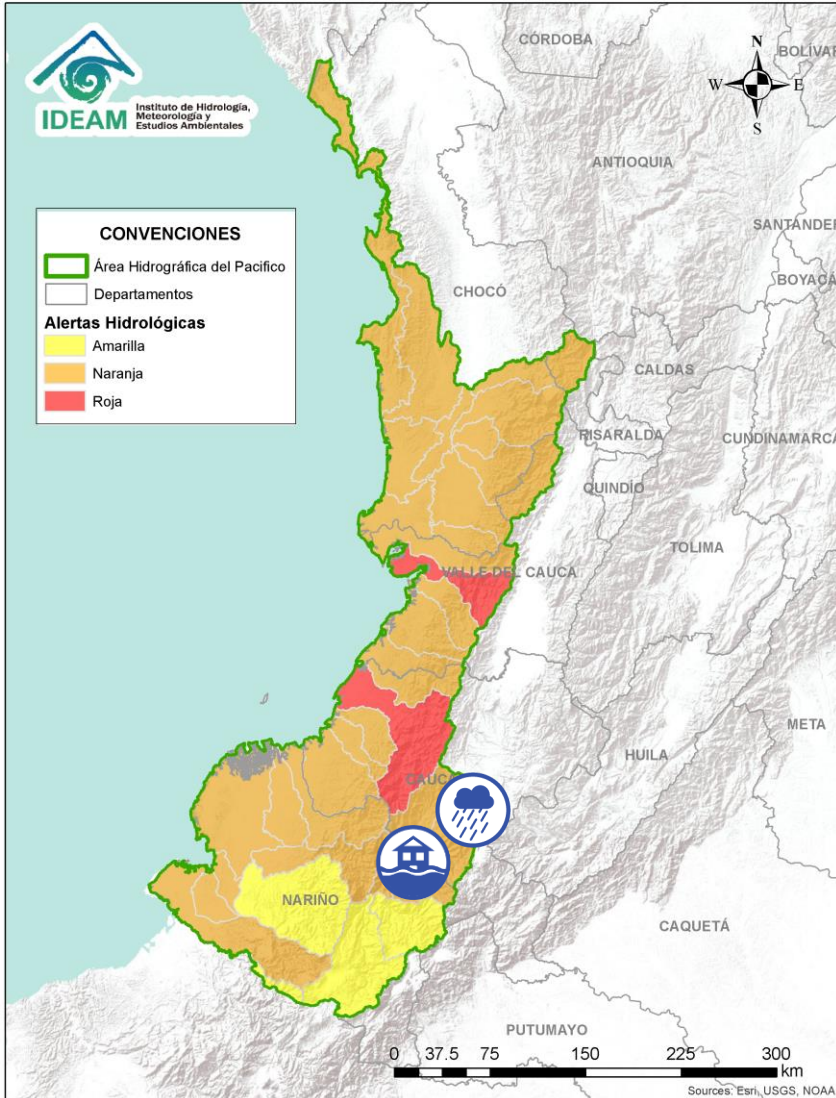 CÓRDOBA
BOLÍVAR
N
W E
S
IDEAM
Instituto de Hidrología,
Meteorología y
Estudios Ambientales
ANTIOQUIA
SANTANDER
BOYACÁ
CONVENCIONES
Área Hidrográfica del Pacifico
Departamentos
Alertas Hidrológicas
Amarilla
Naranja
Roja
CHOCÓ
CALDAS
RISARALDA
CUNDINAMARCA
QUINDÍO
TOLIMA
VALLE DEL CAUCA
META
HUILA
CAUCA
NARIÑO
CAQUETÁ
PUTUMAYO
0 37.5 75 150 225 300
km
Sources: Esri, USGS, NOAA